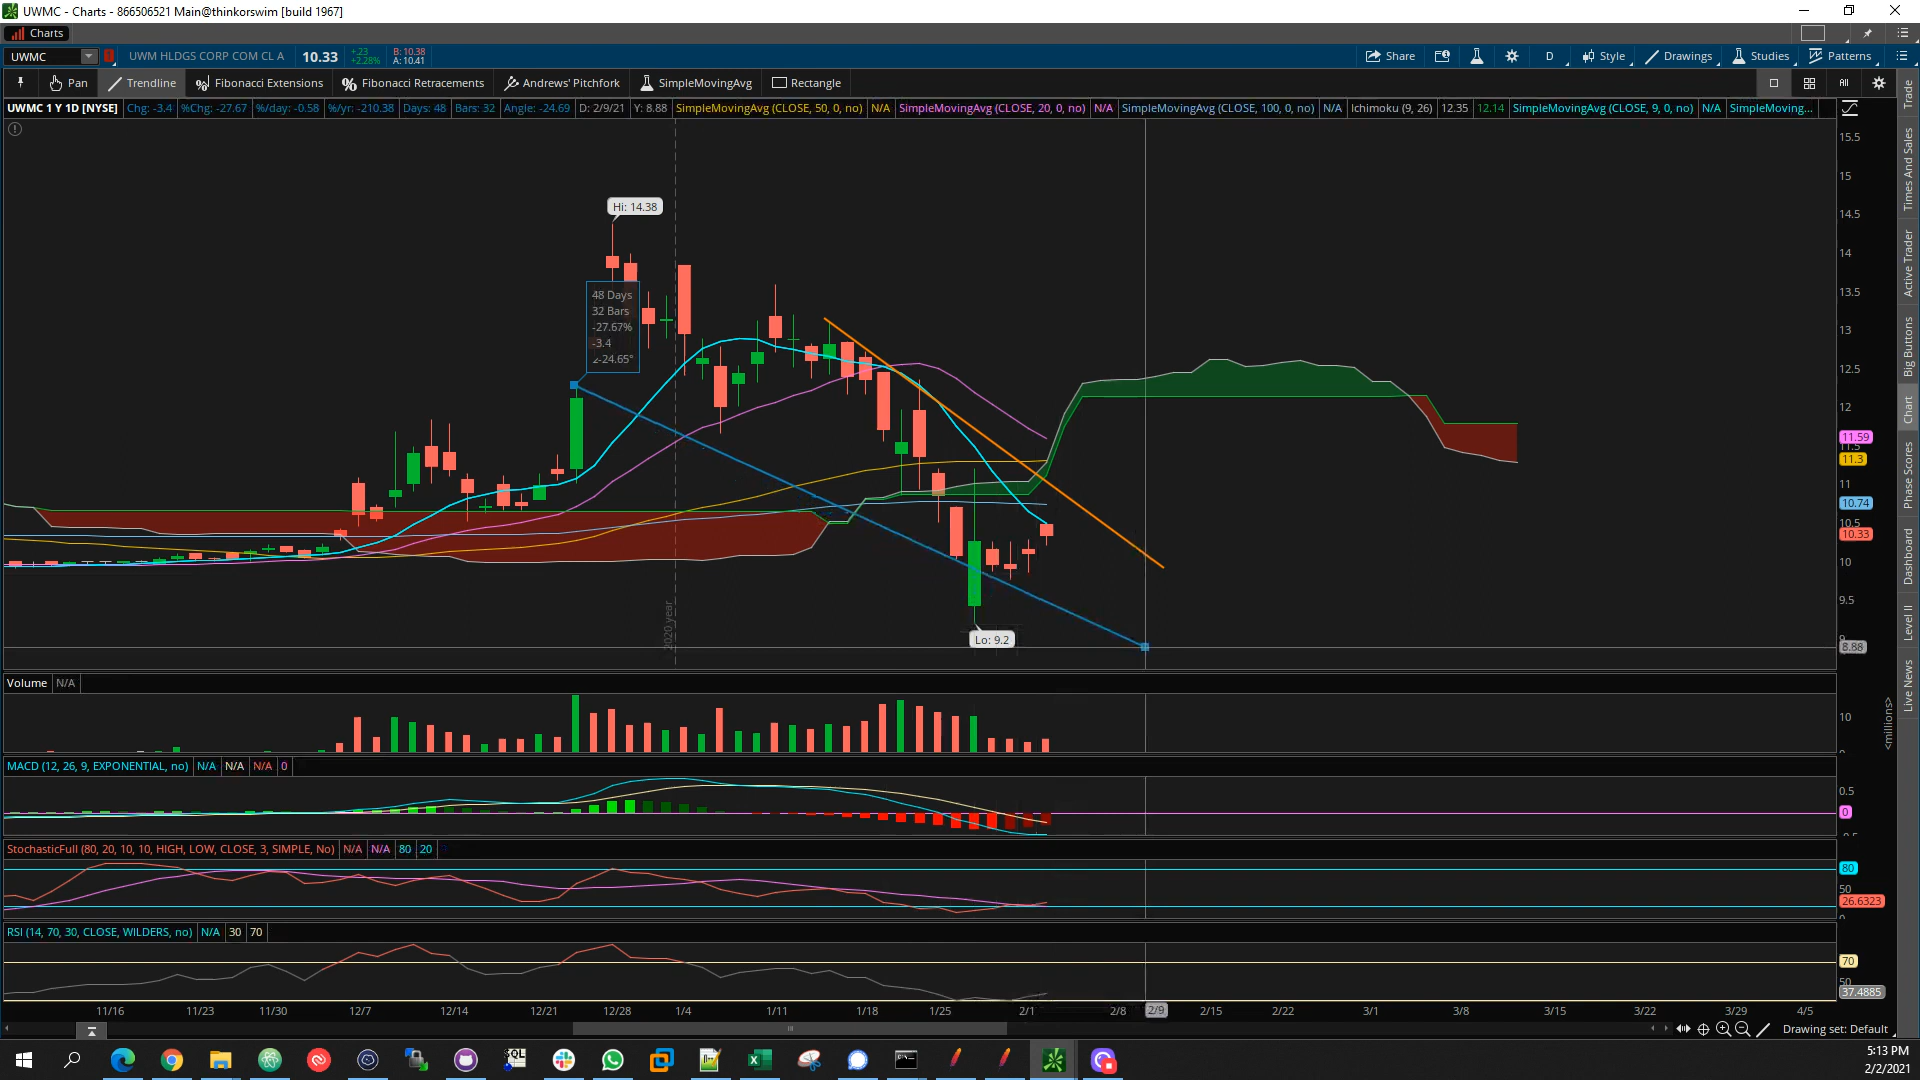 UWMC - Charts - 866506521 Main@thinkorswim [build 1967]
Charts
UWMC UWM HLDGS CORP COM CL A 10.33 +.23 +2.28% B: 10.38 A: 10.41 Share D Style Drawings Studies Patterns
Pan Trendline Fibonacci Extensions Fibonacci Retracements Andrews' Pitchfork SimpleMovingAvg Rectangle All
UWMC 1 Y 1D [NYSE] Chg: -3.4 %Chg: -27.67 %/day: -0.58 %/yr: -210.38 Days: 48 Bars: 32 Angle: -24.69 D: 2/9/21 Y: 8.88 SimpleMovingAvg (CLOSE, 50, 0, no) N/A SimpleMovingAvg (CLOSE, 20, 0, no) N/A SimpleMovingAvg (CLOSE, 100, 0, no) N/A Ichimoku (9, 26) 12.35 12.14 SimpleMovingAvg (CLOSE, 9, 0, no) N/A SimpleMoving...
15.5
15
14.5
Hi: 14.38
14
13.5
48 Days
32 Bars
-27.67%
-3.4
∠-24.65°
13
12.5
12
11.59
11.5
11.3
11
10.74
10.5
10.33
10
9.5
2020 year
Lo: 9.2
9
8.88
Volume N/A
10
<millions>
MACD (12, 26, 9, EXPONENTIAL, no) N/A N/A N/A 0
0.5
0
-0.5
StochasticFull (80, 20, 10, 10, HIGH, LOW, CLOSE, 3, SIMPLE, No) N/A N/A 80 20
80
50
26.6323
0
RSI (14, 70, 30, CLOSE, WILDERS, no) N/A 30 70
70
50
37.4885
11/16 11/23 11/30 12/7 12/14 12/21 12/28 1/4 1/11 1/18 1/25 2/1 2/8 2/9 2/15 2/22 3/1 3/8 3/15 3/22 3/29 4/5
Drawing set: Default
Trade
Times And Sales
Active Trader
Big Buttons
Chart
Phase Scores
Dashboard
Level II
Live News
SQL
5:13 PM
2/2/2021